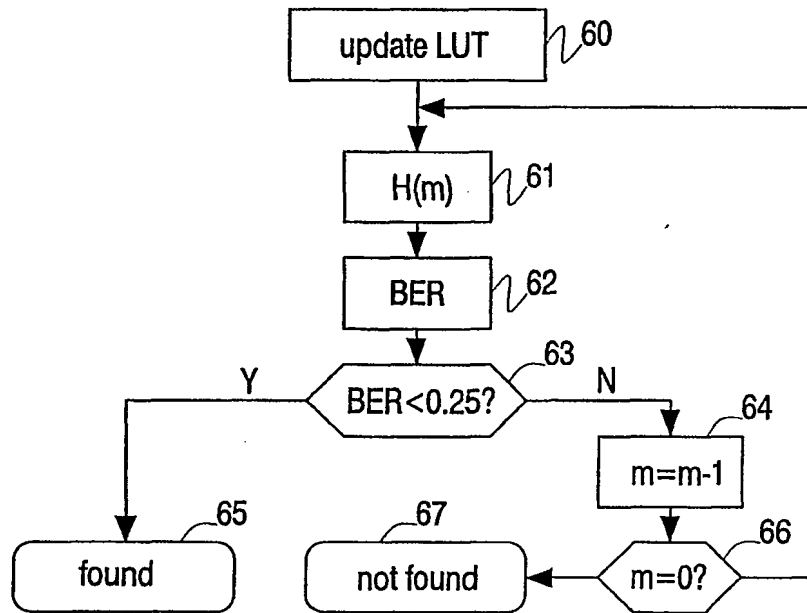 update LUT
60
H(m)
61
BER
62
63
Y
BER<0.25?
N
64
m=m-1
65
found
67
not found
66
m=0?